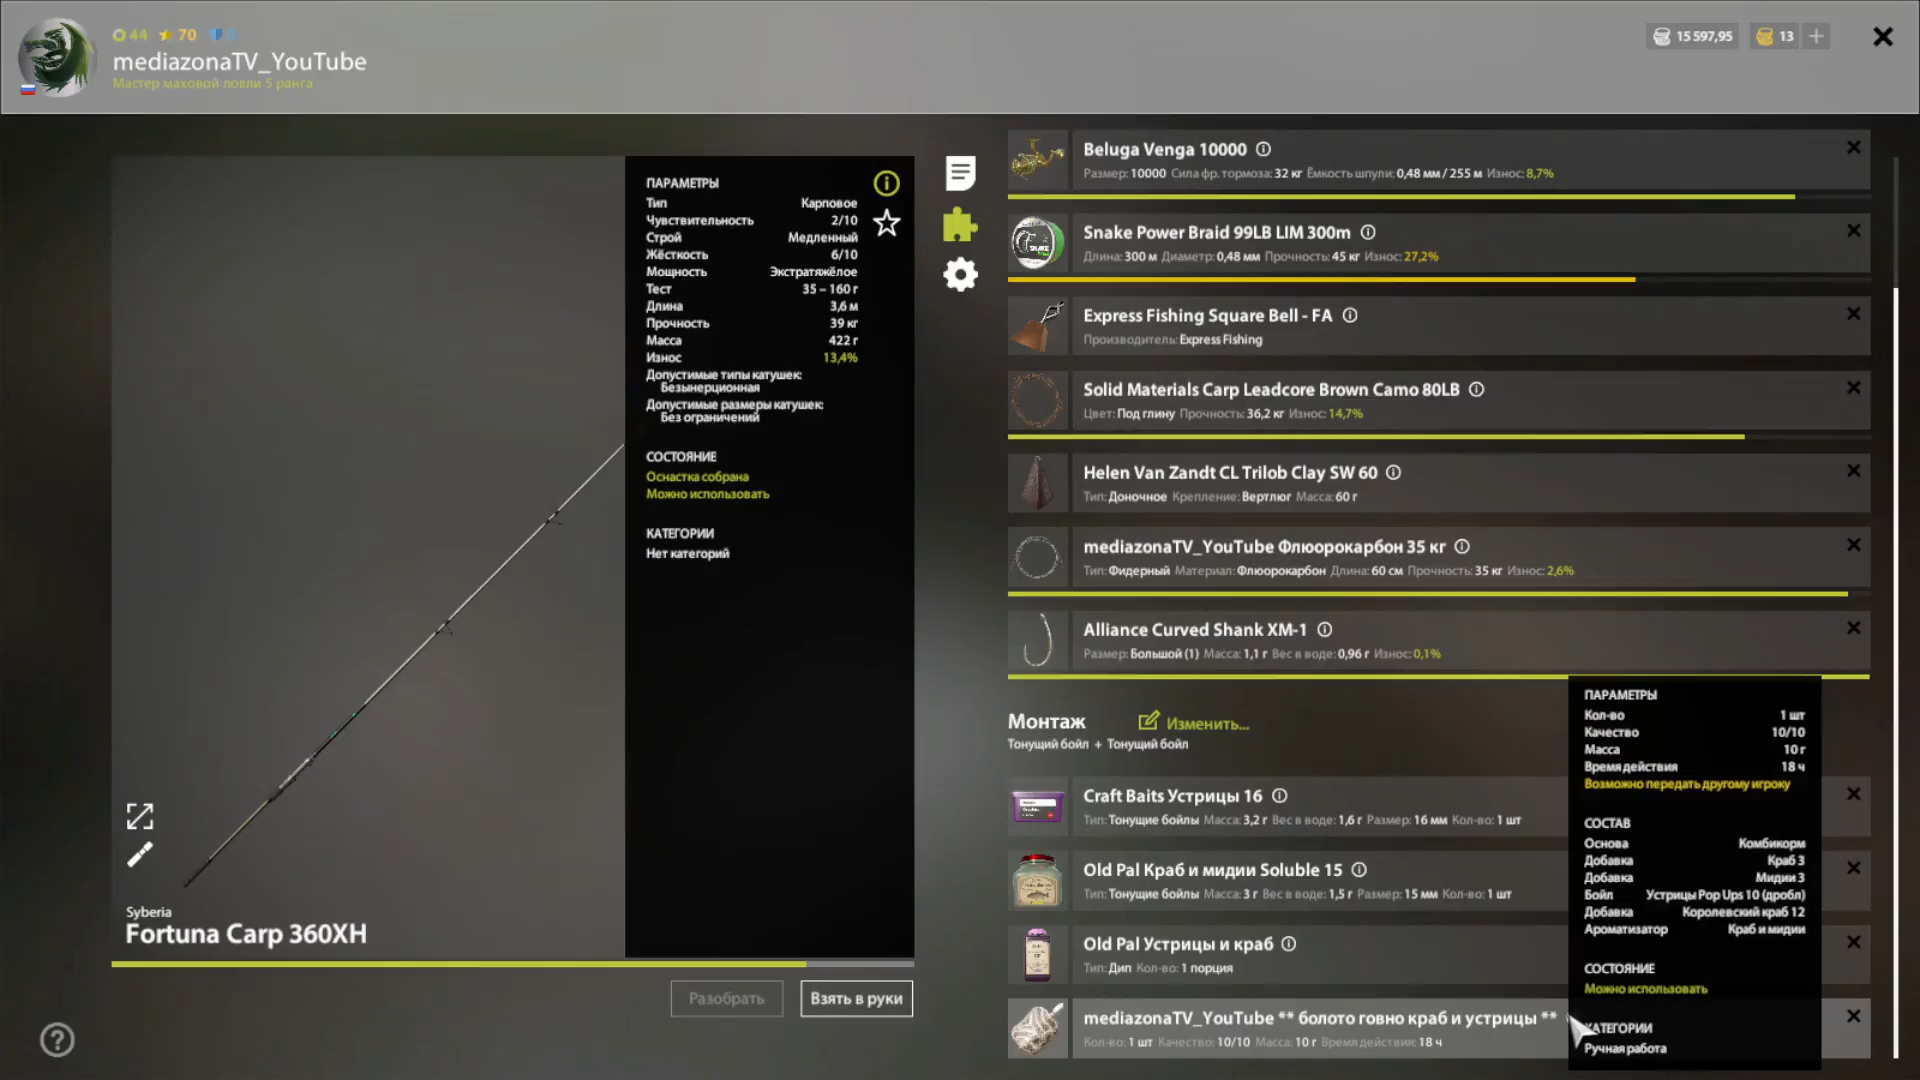 44 70
mediazonaTV_YouTube
Мастер маховой ловли 5 ранга
15 597,95
13
ПАРАМЕТРЫ
Тип Карповое
Чувствительность 2/10
Строй Медленный
Жёсткость 6/10
Мощность Экстратяжёлое
Тест 35 – 160 г
Длина 3,6 м
Прочность 39 кг
Масса 422 г
Износ 13,4%
Допустимые типы катушек:
Безынерционная
Допустимые размеры катушек:
Без ограничений
СОСТОЯНИЕ
Оснастка собрана
Можно использовать
КАТЕГОРИИ
Нет категорий
Syberia
Fortuna Carp 360XH
Разобрать
Взять в руки
Beluga Venga 10000
Размер: 10000 Сила фр. тормоза: 32 кг Ёмкость шпули: 0,48 мм / 255 м Износ: 8,7%
Snake Power Braid 99LB LIM 300m
Длина: 300 м Диаметр: 0,48 мм Прочность: 45 кг Износ: 27,2%
Express Fishing Square Bell - FA
Производитель: Express Fishing
Solid Materials Carp Leadcore Brown Camo 80LB
Цвет: Под глину Прочность: 36,2 кг Износ: 14,7%
Helen Van Zandt CL Trilob Clay SW 60
Тип: Доночное Крепление: Вертлюг Масса: 60 г
mediazonaTV_YouTube Флюорокарбон 35 кг
Тип: Фидерный Материал: Флюорокарбон Длина: 60 см Прочность: 35 кг Износ: 2,6%
Alliance Curved Shank XM-1
Размер: Большой (1) Масса: 1,1 г Вес в воде: 0,96 г Износ: 0,1%
Монтаж
Изменить...
Тонущий бойл + Тонущий бойл
Craft Baits Устрицы 16
Тип: Тонущие бойлы Масса: 3,2 г Вес в воде: 1,6 г Размер: 16 мм Кол-во: 1 шт
Old Pal Краб и мидии Soluble 15
Тип: Тонущие бойлы Масса: 3 г Вес в воде: 1,5 г Размер: 15 мм Кол-во: 1 шт
Old Pal Устрицы и краб
Тип: Дип Кол-во: 1 порция
mediazonaTV_YouTube ** болото говно краб и устрицы **
Кол-во: 1 шт Качество: 10/10 Масса: 10 г Время действия: 18 ч
ПАРАМЕТРЫ
Кол-во 1 шт
Качество 10/10
Масса 10 г
Время действия 18 ч
Возможно передать другому игроку
СОСТАВ
Основа Комбикорм
Добавка Краб 3
Добавка Мидии 3
Бойл Устрицы Pop Ups 10 (дробл)
Добавка Королевский краб 12
Ароматизатор Краб и мидии
СОСТОЯНИЕ
Можно использовать
КАТЕГОРИИ
Ручная работа